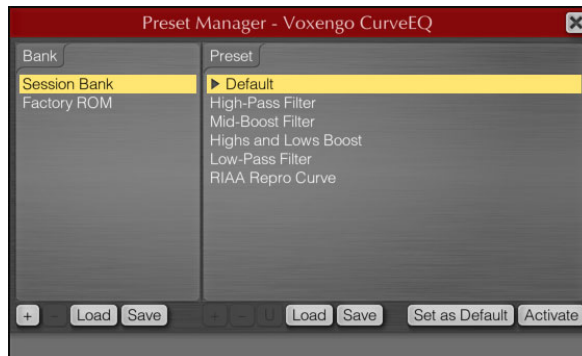 Preset Manager - Voxengo CurveEQ
Bank
Preset
Session Bank
Factory ROM
Default
High-Pass Filter
Mid-Boost Filter
Highs and Lows Boost
Low-Pass Filter
RIAA Repro Curve
+ - Load Save + - U Load Save Set as Default Activate